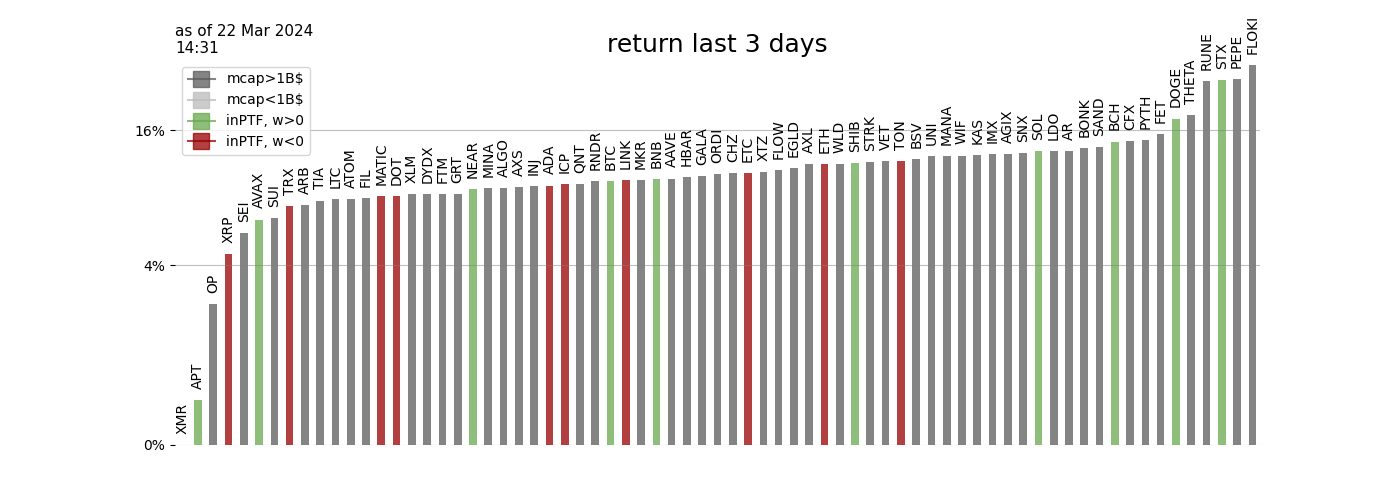 as of 22 Mar 2024
14:31
return last 3 days
mcap>1B$
mcap<1B$
inPTF, w>0
inPTF, w<0
16%
4%
0%
XMR
APT
OP
XRP
SEI
AVAX
SUI
TRX
ARB
TIA
LTC
ATOM
FIL
MATIC
DOT
XLM
DYDX
FTM
GRT
NEAR
MINA
ALGO
AXS
INJ
ADA
ICP
QNT
RNDR
BTC
LINK
MKR
BNB
AAVE
HBAR
GALA
ORDI
CHZ
ETC
XTZ
FLOW
EGLD
AXL
ETH
WLD
SHIB
STRK
VET
TON
BSV
UNI
MANA
WIF
KAS
IMX
AGIX
SNX
SOL
LDO
AR
BONK
SAND
BCH
CFX
PYTH
FET
DOGE
THETA
RUNE
STX
PEPE
FLOKI